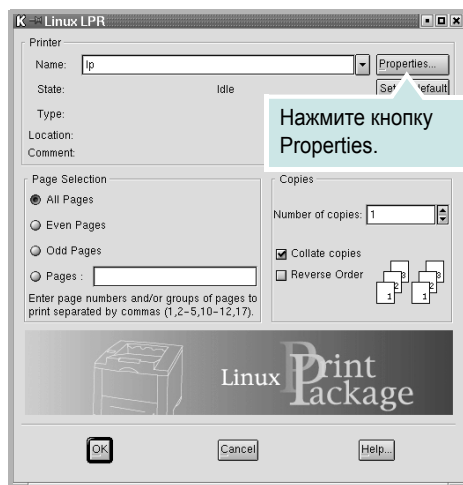 Linux LPR
Printer
Name: lp
Properties...
State: Idle
Нажмите кнопку
Properties.
Type:
Location:
Comment:
Page Selection
All Pages
Even Pages
Odd Pages
Pages :
Enter page numbers and/or groups of pages to
print separated by commas (1,2-5,10-12,17).
Copies
Number of copies: 1
Collate copies
Reverse Order
Linux Print
Package
OK
Cancel
Help...